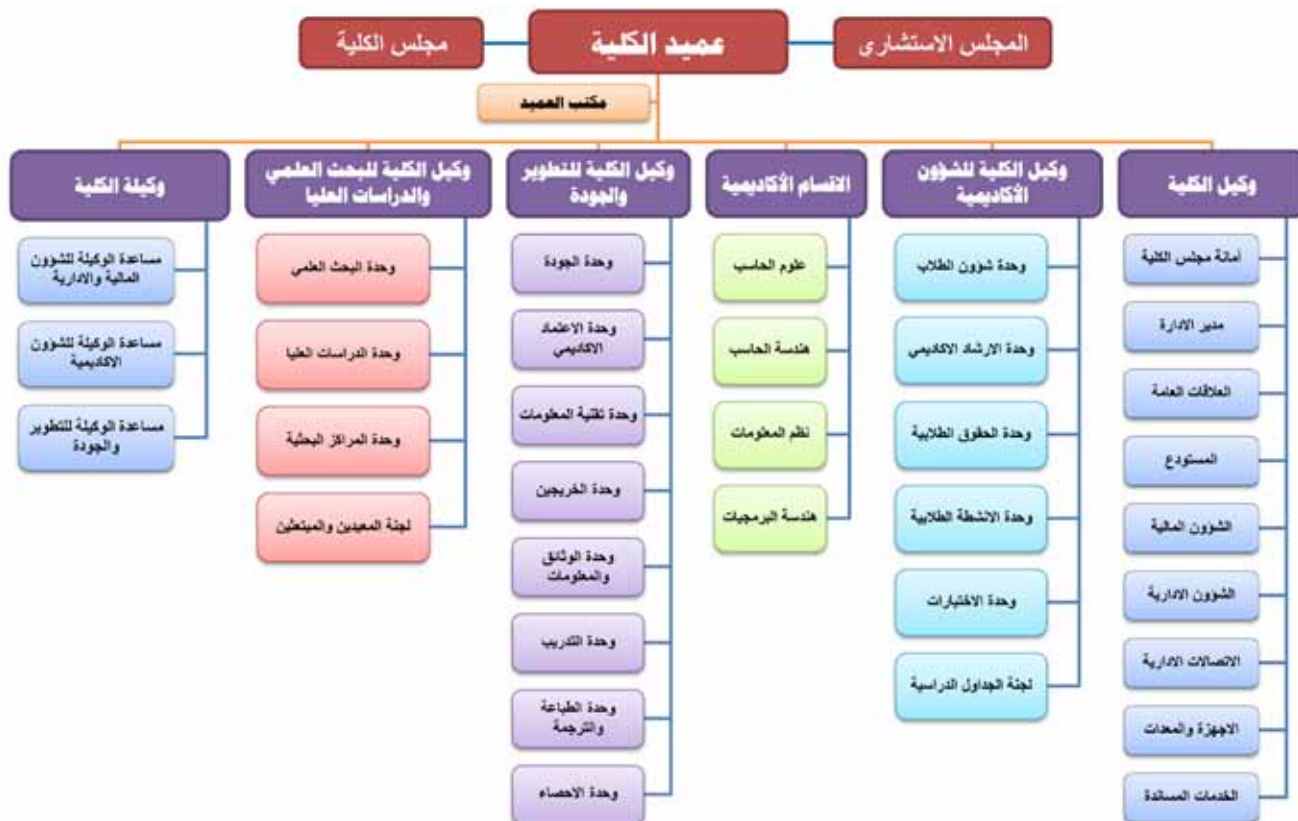 المجلس الاستشارى
عميد الكلية
مجلس الكلية
مكتب العميد
وكيل الكلية
أمانة مجلس الكلية
مدير الادارة
العلاقات العامة
المستودع
الشؤون المالية
الشؤون الادارية
الاتصالات الادارية
الاجهزة والمعدات
الخدمات المساندة
وكيل الكلية للشؤون
الأكاديمية
وحدة شؤون الطلاب
وحدة الارشاد الاكاديمي
وحدة الحقوق الطلابية
وحدة الانشطة الطلابية
وحدة الاختبارات
لجنة الجداول الدراسية
الاقسام الأكاديمية
علوم الحاسب
هندسة الحاسب
نظم المعلومات
هندسة البرمجيات
وكيل الكلية للتطوير
والجودة
وحدة الجودة
وحدة الاعتماد
الاكاديمي
وحدة تقنية المعلومات
وحدة الخريجين
وحدة الوثائق
والمعلومات
وحدة التدريب
وحدة الطباعة
والترجمة
وحدة الاحصاء
وكيل الكلية للبحث العلمي
والدراسات العليا
وحدة البحث العلمي
وحدة الدراسات العليا
وحدة المراكز البحثية
لجنة المعيدين والمبتعثين
وكيلة الكلية
مساعدة الوكيلة للشؤون
المالية والادارية
مساعدة الوكيلة للشؤون
الاكاديمية
مساعدة الوكيلة للتطوير
والجودة